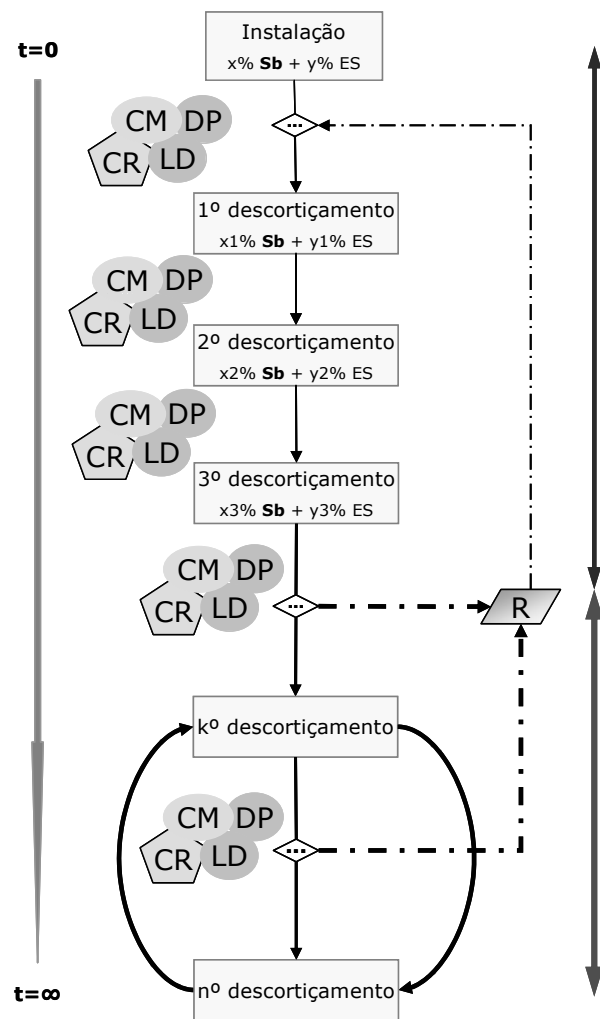 Instalação
x% Sb + y% ES
t=0
...
CM DP
CR LD
1º descortiçamento
x1% Sb + y1% ES
CM DP
CR LD
2º descortiçamento
x2% Sb + y2% ES
CM DP
CR LD
3º descortiçamento
x3% Sb + y3% ES
CM DP
CR LD
...
R
kº descortiçamento
CM DP
CR LD
...
nº descortiçamento
t=∞